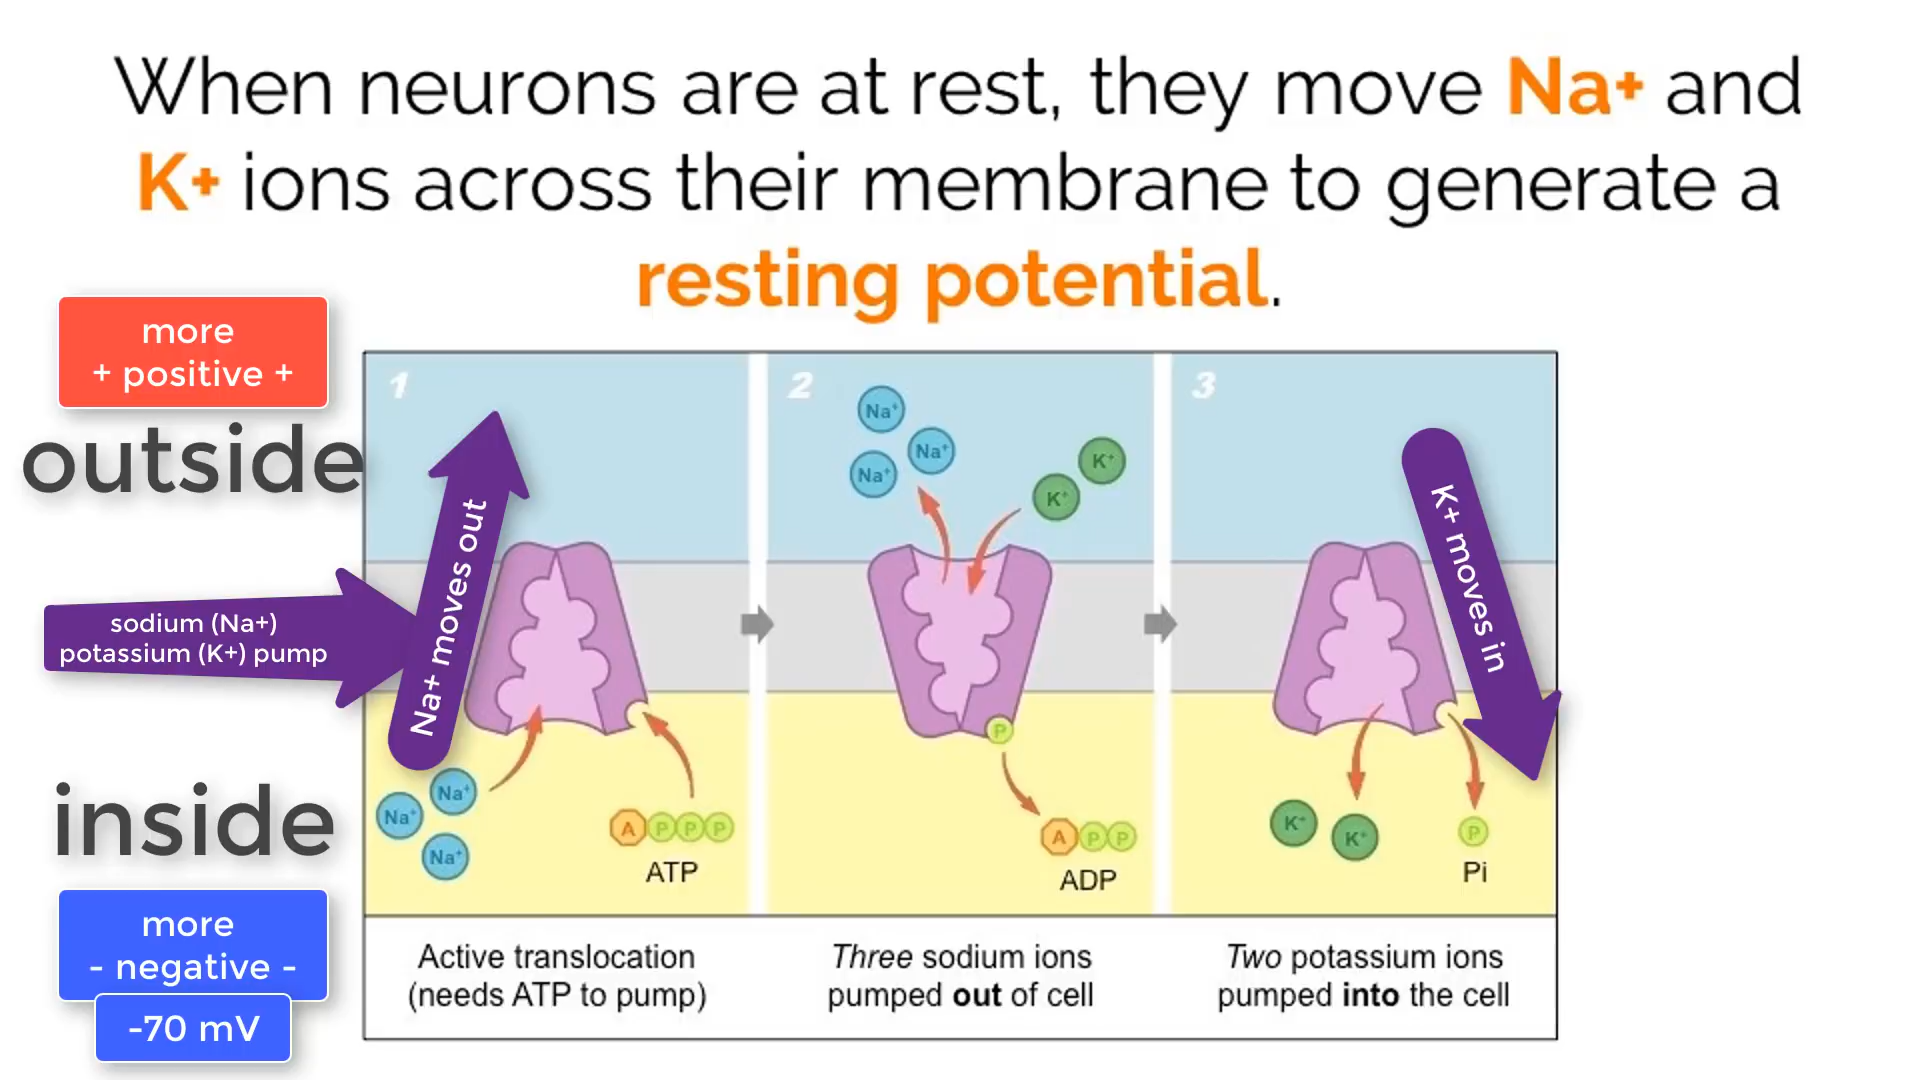 When neurons are at rest, they move Na+ and
K+ ions across their membrane to generate a
resting potential.
more
+ positive +
outside
sodium (Na+)
potassium (K+) pump
inside
more
- negative -
-70 mV
1
Na+ moves out
Na+
Na+
Na+
A P P P
ATP
Active translocation
(needs ATP to pump)
2
Na+
Na+
Na+
K+
K+
P
A P P
ADP
Three sodium ions
pumped out of cell
3
K+ moves in
K+
K+
P
Pi
Two potassium ions
pumped into the cell